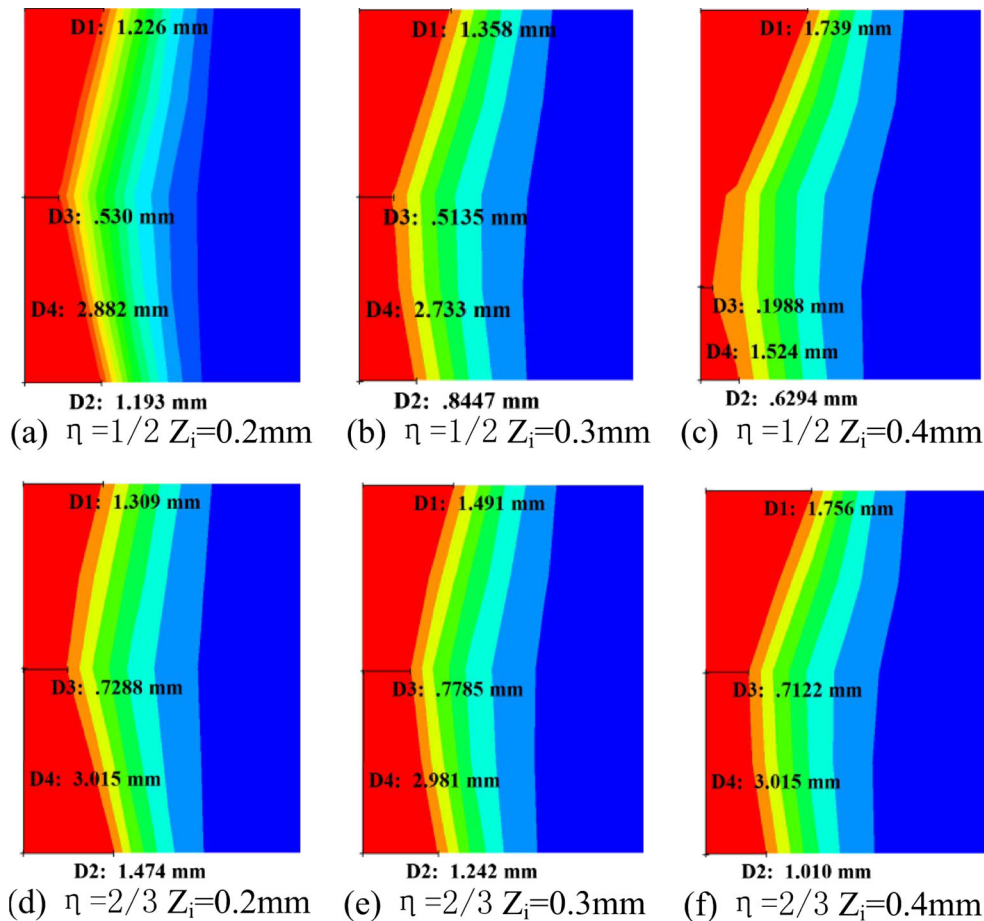 D1: 1.226 mm
D3: .530 mm
D4: 2.882 mm
D2: 1.193 mm
(a) η=1/2 Zi=0.2mm
D1: 1.358 mm
D3: .5135 mm
D4: 2.733 mm
D2: .8447 mm
(b) η=1/2 Zi=0.3mm
D1: 1.739 mm
D3: .1988 mm
D4: 1.524 mm
D2: .6294 mm
(c) η=1/2 Zi=0.4mm
D1: 1.309 mm
D3: .7288 mm
D4: 3.015 mm
D2: 1.474 mm
(d) η=2/3 Zi=0.2mm
D1: 1.491 mm
D3: .7785 mm
D4: 2.981 mm
D2: 1.242 mm
(e) η=2/3 Zi=0.3mm
D1: 1.756 mm
D3: .7122 mm
D4: 3.015 mm
D2: 1.010 mm
(f) η=2/3 Zi=0.4mm